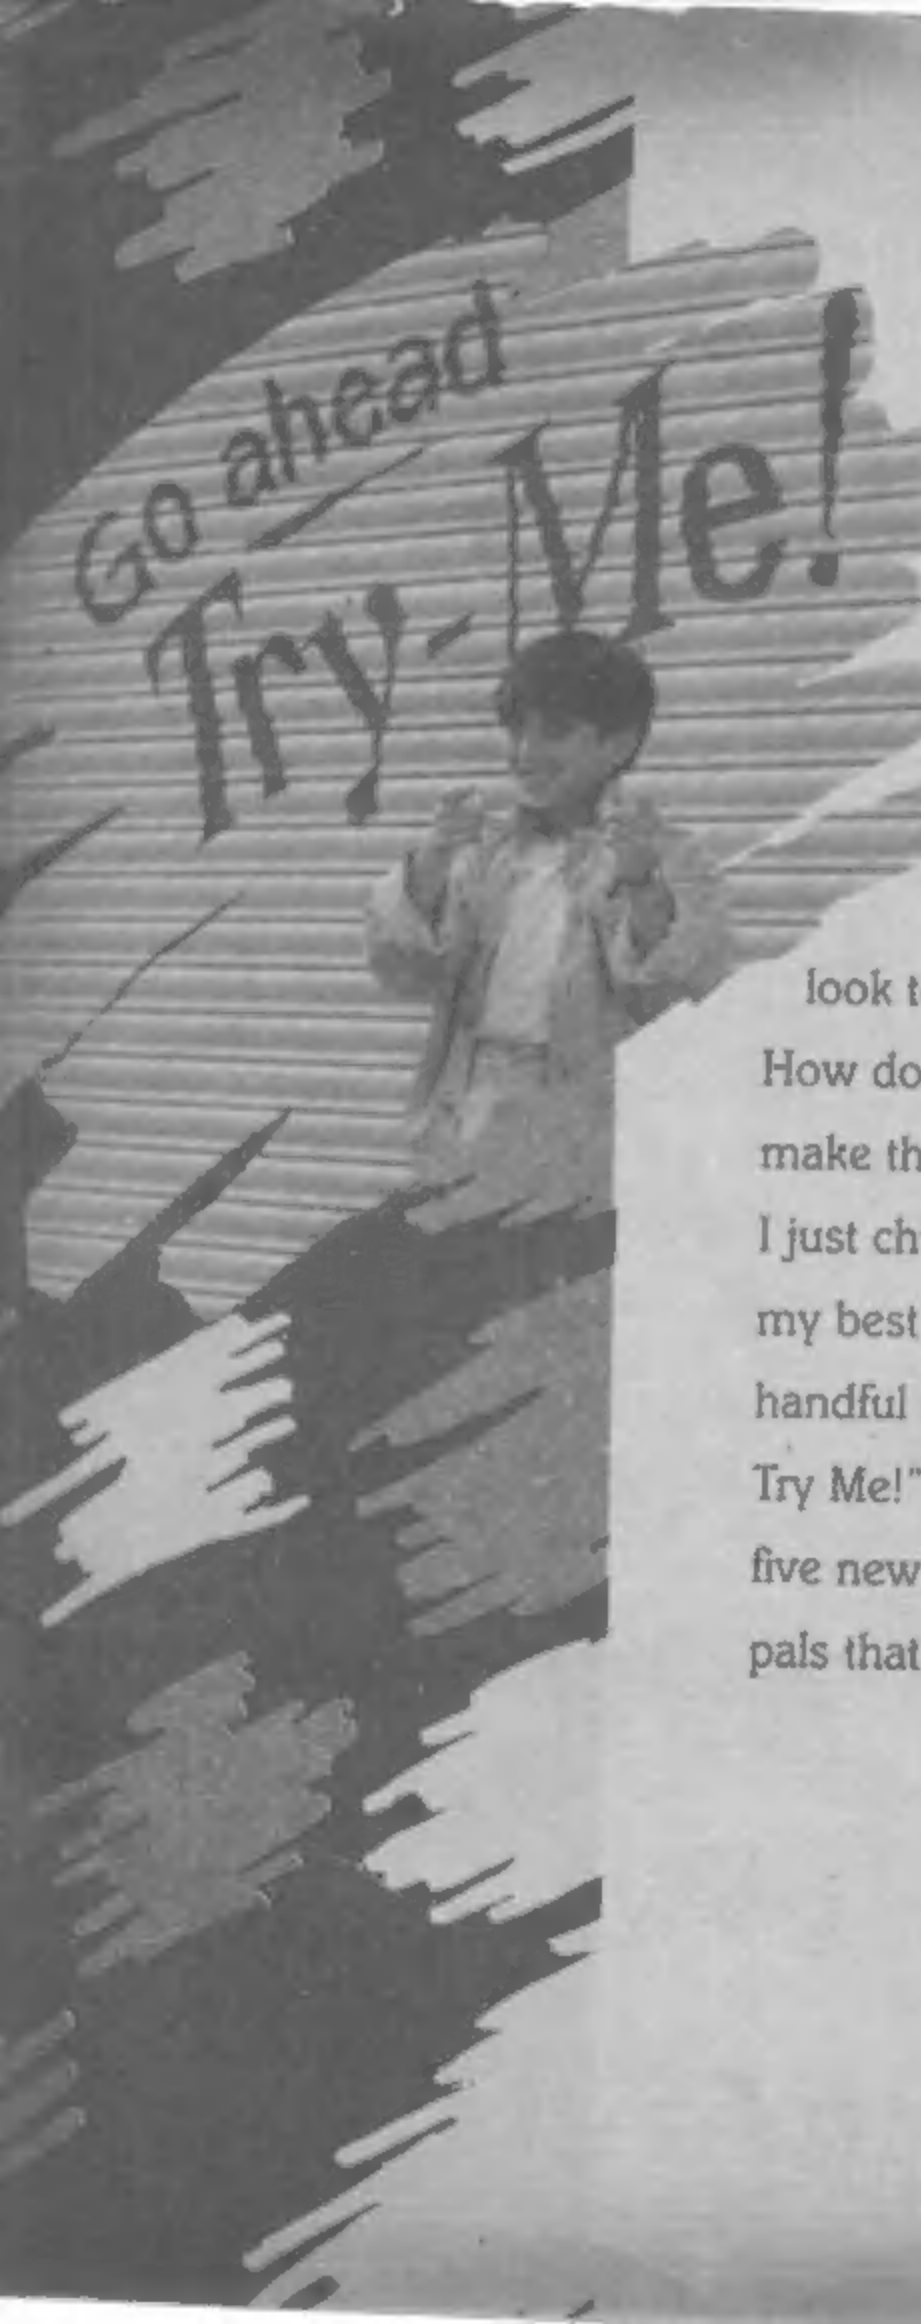 Go ahead
Try-Me!
look t
How do
make th
I just ch
my best
handful
Try Me!"
five new
pals that